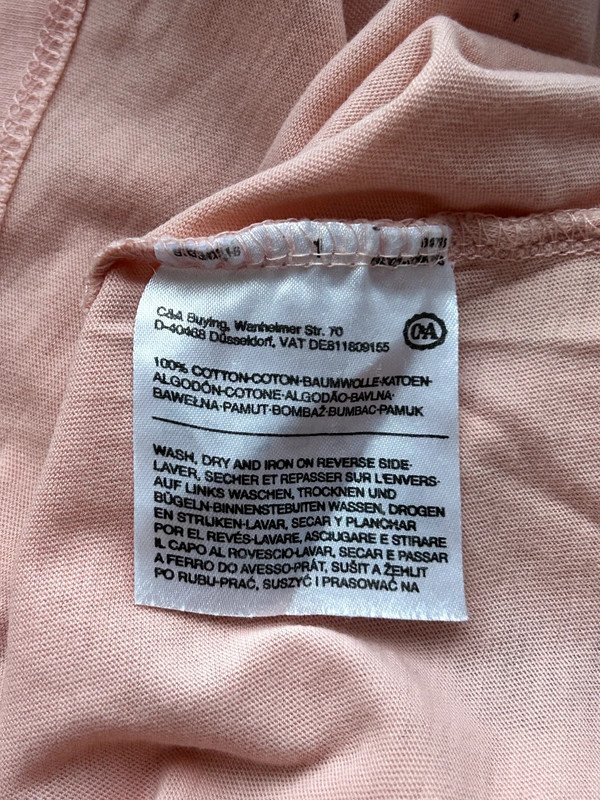 C&A Buying, Wanheimer Str. 70
D-40468 Düsseldorf, VAT DE811809155
C&A
100% COTTON-COTON-BAUMWOLLE-KATOEN-
ALGODÓN-COTONE-ALGODÃO-BAVLNA-
BAWEŁNA-PAMUT-BOMBAŽ-BUMBAC-PAMUK
WASH, DRY AND IRON ON REVERSE SIDE-
LAVER, SECHER ET REPASSER SUR L'ENVERS-
AUF LINKS WASCHEN, TROCKNEN UND
BÜGELN-BINNENSTEBUITEN WASSEN, DROGEN
EN STRIJKEN-LAVAR, SECAR Y PLANCHAR
POR EL REVÉS-LAVARE, ASCIUGARE E STIRARE
IL CAPO AL ROVESCIO-LAVAR, SECAR E PASSAR
A FERRO DO AVESSO-PRÁT, SUŠIT A ŽEHLIT
PO RUBU-PRAĆ, SUSZYĆ I PRASOWAĆ NA